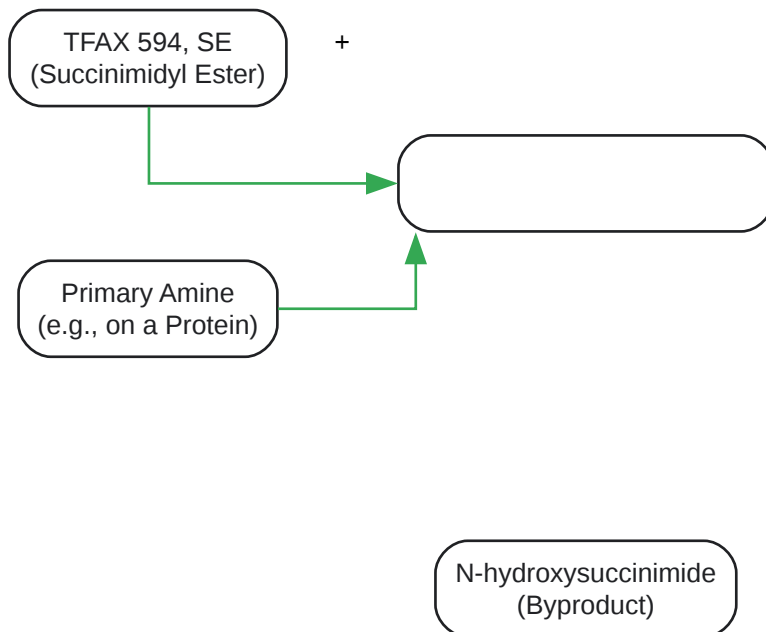 TFAX 594, SE
(Succinimidyl Ester)
+
Primary Amine
(e.g., on a Protein)
N-hydroxysuccinimide
(Byproduct)